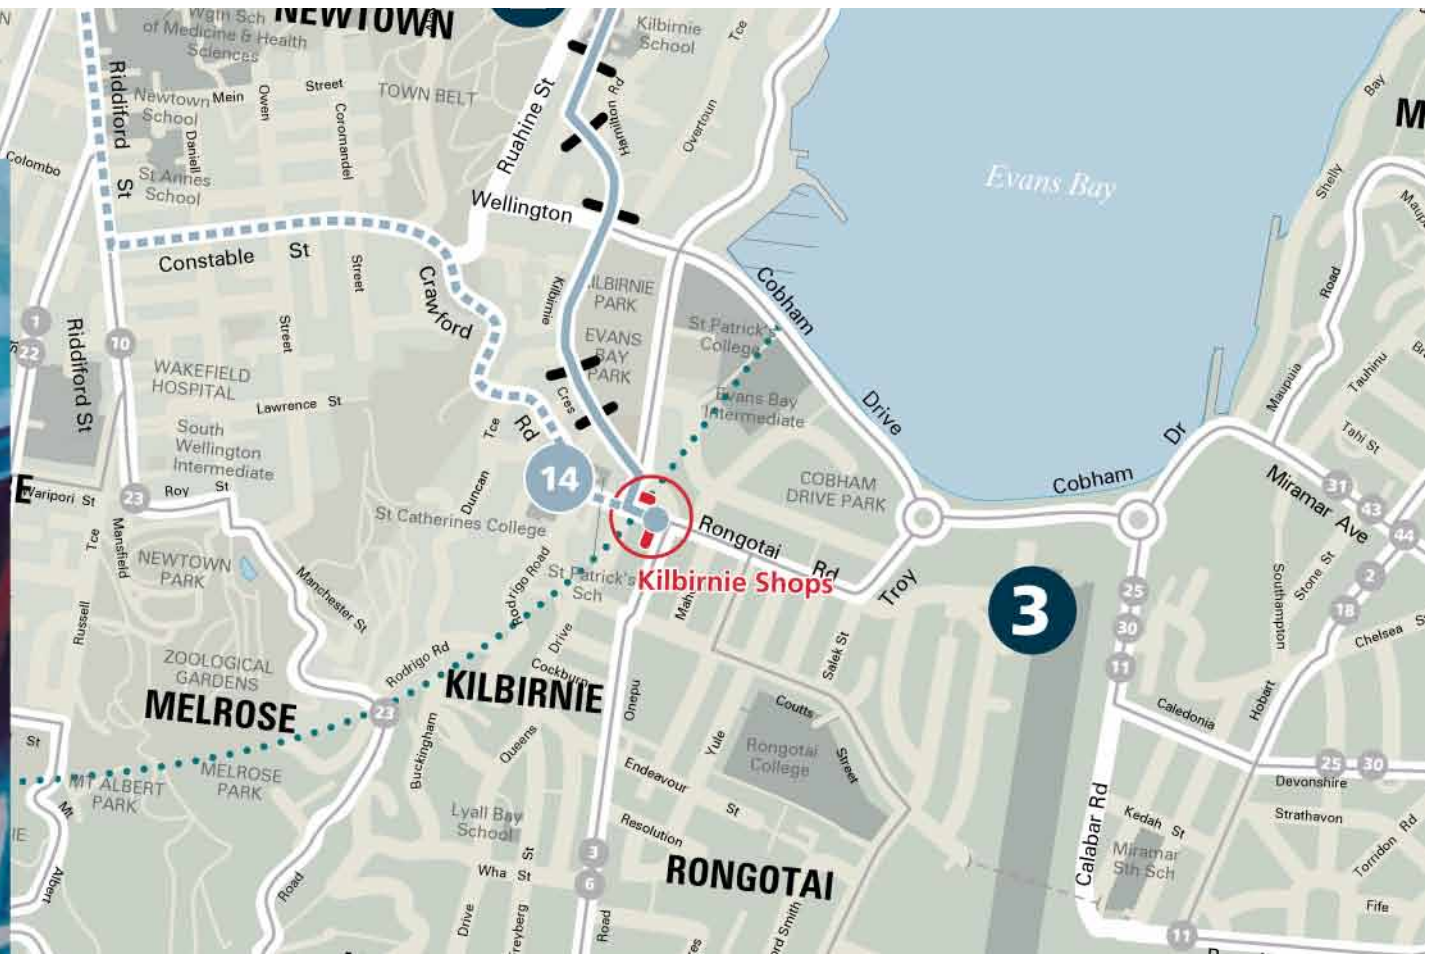 NEWTOWN
Wgtn Sch
of Medicine & Health
Sciences
Kilbirnie
School
Tce
Bay
Riddiford
St
Newtown
School
Mein
Owen
Street
Coromandel
TOWN BELT
Ruahine St
Hamilton
Rd
Overtoun
Colombo
Daniell
St Annes
School
Wellington
Evans Bay
Shelly
Road
Constable
St
Street
Crawford
Kilbirnie
KILBIRNIE
PARK
EVANS
BAY
PARK
Cobham
St Patrick's
College
Evans Bay
Intermediate
Drive
1
22
Riddiford St
10
Street
WAKEFIELD
HOSPITAL
Lawrence St
South
Wellington
Intermediate
Tce
Rd
Cres
Maupuia
Tauhinu
Tahi St
Cobham
Dr
Miramar Ave
31
43
44
2
18
14
Duncan
St Catherines College
COBHAM
DRIVE PARK
Waripori St
23
Roy St
Tce
Mansfield
NEWTOWN
PARK
Manchester St
Russell
Rodrigo Road
St Patrick's
Sch
Kilbirnie Shops
Rongotai
Rd
Troy
3
25
30
11
Southampton
Stone St
Chelsea
Hobart
Caledonia
ZOOLOGICAL
GARDENS
MELROSE
Rodrigo Rd
23
Drive
Cockburn
KILBIRNIE
Onepu
Salek St
Coutts
Street
Rongotai
College
Yule
Endeavour
St
Buckingham
Queens
St
MT ALBERT
PARK
MELROSE
PARK
Mt
Albert
Lyall Bay
School
Resolution
3
6
RONGOTAI
Wha St
St
Drive
Road
Road
Calabar Rd
Kedah St
Miramar
Sth Sch
25
30
Devonshire
Strathavon
Torridon Rd
Fife
11